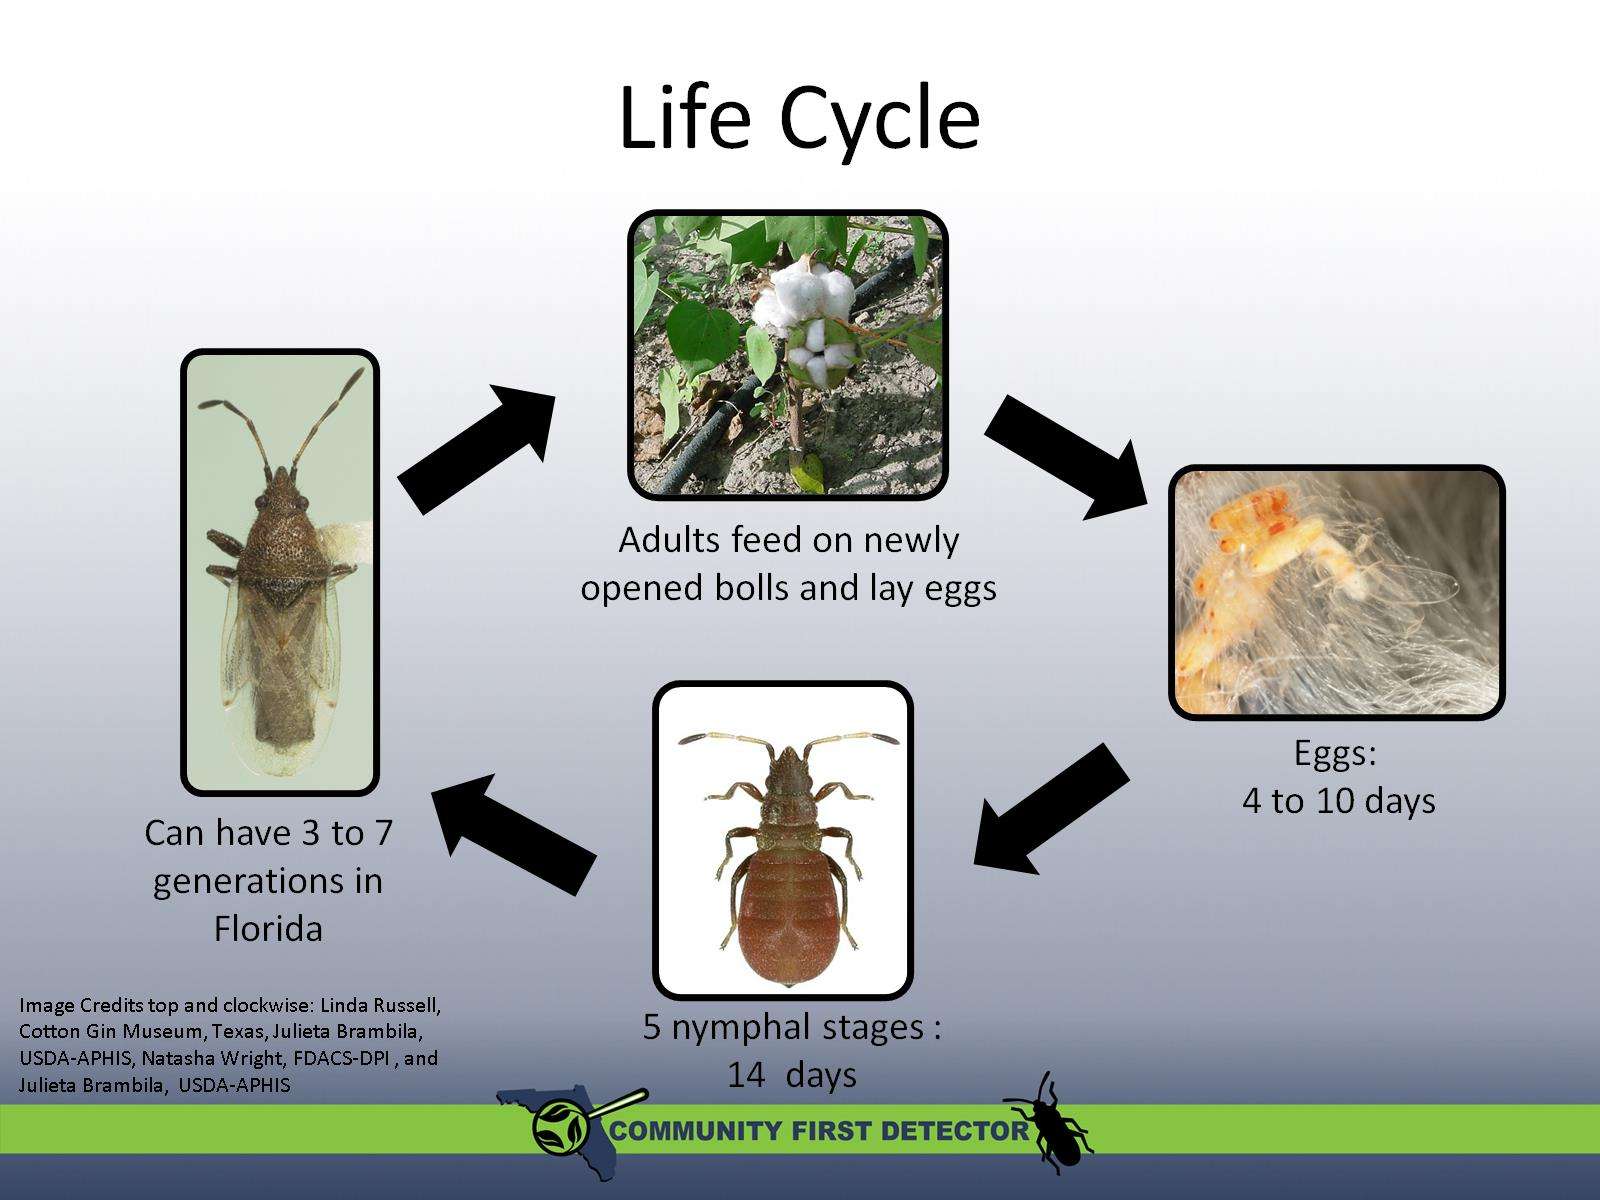 Life Cycle
Adults feed on newly
opened bolls and lay eggs
Eggs:
4 to 10 days
5 nymphal stages :
14 days
Can have 3 to 7
generations in
Florida
Image Credits top and clockwise: Linda Russell,
Cotton Gin Museum, Texas, Julieta Brambila,
USDA-APHIS, Natasha Wright, FDACS-DPI , and
Julieta Brambila, USDA-APHIS
COMMUNITY FIRST DETECTOR